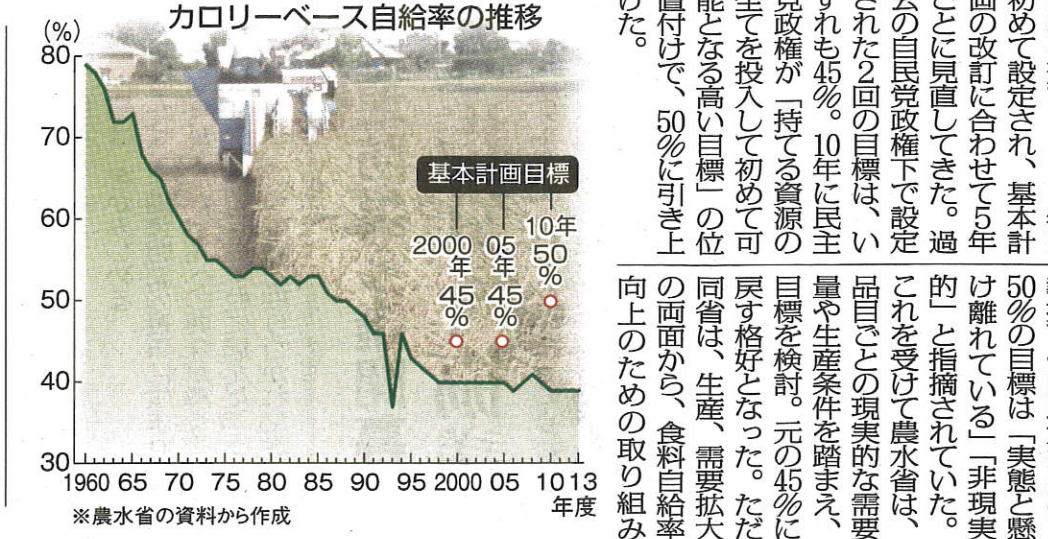 カロリーベース自給率の推移
(%)
80
70
60
50
40
30
基本計画目標
2000年
45%
05年
45%
10年
50%
1960 65 70 75 80 85 90 95 2000 05 10 13
年度
※農水省の資料から作成
初めて設定され、基本計
画の改訂に合わせて5年
ごとに見直してきた。過
去の自民党政権下で設定
された2回の目標は、い
ずれも45%。10年に民主
党政権が「持てる資源の
全てを投入して初めて可
能となる高い目標」の位
置付けで、50%に引き上
げた。
50%の目標は「実態と懸
け離れている」「非現実
的」と指摘されていた。
これを受けて農水省は、
品目ごとの現実的な需要
量や生産条件を踏まえ、
目標を検討。元の45%に
戻す格好となった。ただ
同省は、生産、需要拡大
の両面から、食料自給率
向上のための取り組み